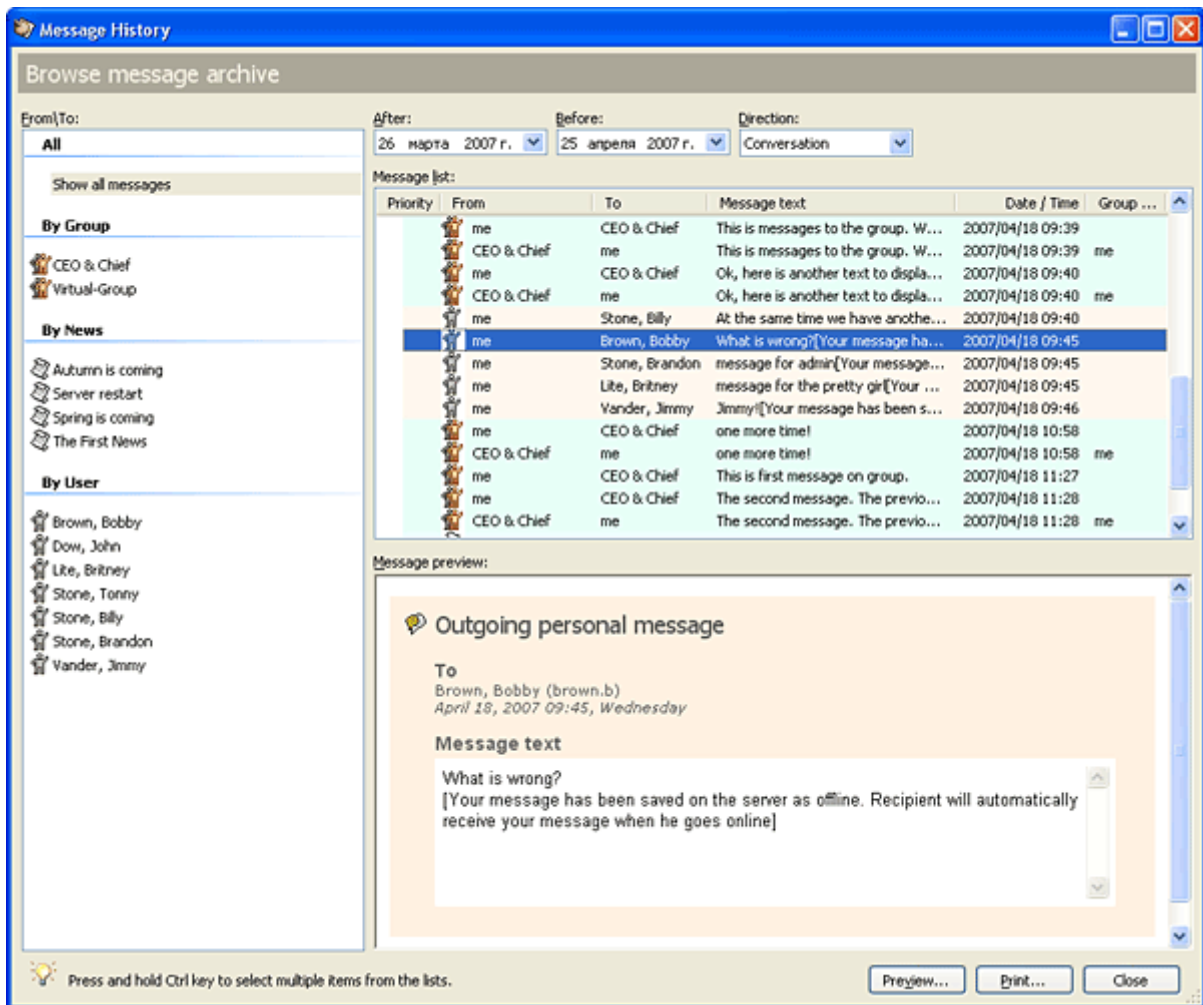 Message History
Browse message archive
From\To:
All
Show all messages
By Group
CEO & Chief
Virtual-Group
By News
Autumn is coming
Server restart
Spring is coming
The First News
By User
Brown, Bobby
Dow, John
Lite, Britney
Stone, Tonny
Stone, Billy
Stone, Brandon
Vander, Jimmy
After: Before: Direction:
26 марта 2007 г. 25 апреля 2007 г. Conversation
Message list:
Priority From To Message text Date / Time Group ...
me CEO & Chief This is messages to the group. W... 2007/04/18 09:39
CEO & Chief me This is messages to the group. W... 2007/04/18 09:39 me
me CEO & Chief Ok, here is another text to displa... 2007/04/18 09:40
CEO & Chief me Ok, here is another text to displa... 2007/04/18 09:40 me
me Stone, Billy At the same time we have anothe... 2007/04/18 09:40
me Brown, Bobby What is wrong?[Your message ha... 2007/04/18 09:45
me Stone, Brandon message for admin[Your message... 2007/04/18 09:45
me Lite, Britney message for the pretty girl[Your ... 2007/04/18 09:45
me Vander, Jimmy Jimmy![Your message has been s... 2007/04/18 09:46
me CEO & Chief one more time! 2007/04/18 10:58
CEO & Chief me one more time! 2007/04/18 10:58 me
me CEO & Chief This is first message on group. 2007/04/18 11:27
me CEO & Chief The second message. The previo... 2007/04/18 11:28
CEO & Chief me The second message. The previo... 2007/04/18 11:28 me
Message preview:
Outgoing personal message
To
Brown, Bobby (brown.b)
April 18, 2007 09:45, Wednesday
Message text
What is wrong?
[Your message has been saved on the server as offline. Recipient will automatically
receive your message when he goes online]
Press and hold Ctrl key to select multiple items from the lists.
Preview... Print... Close